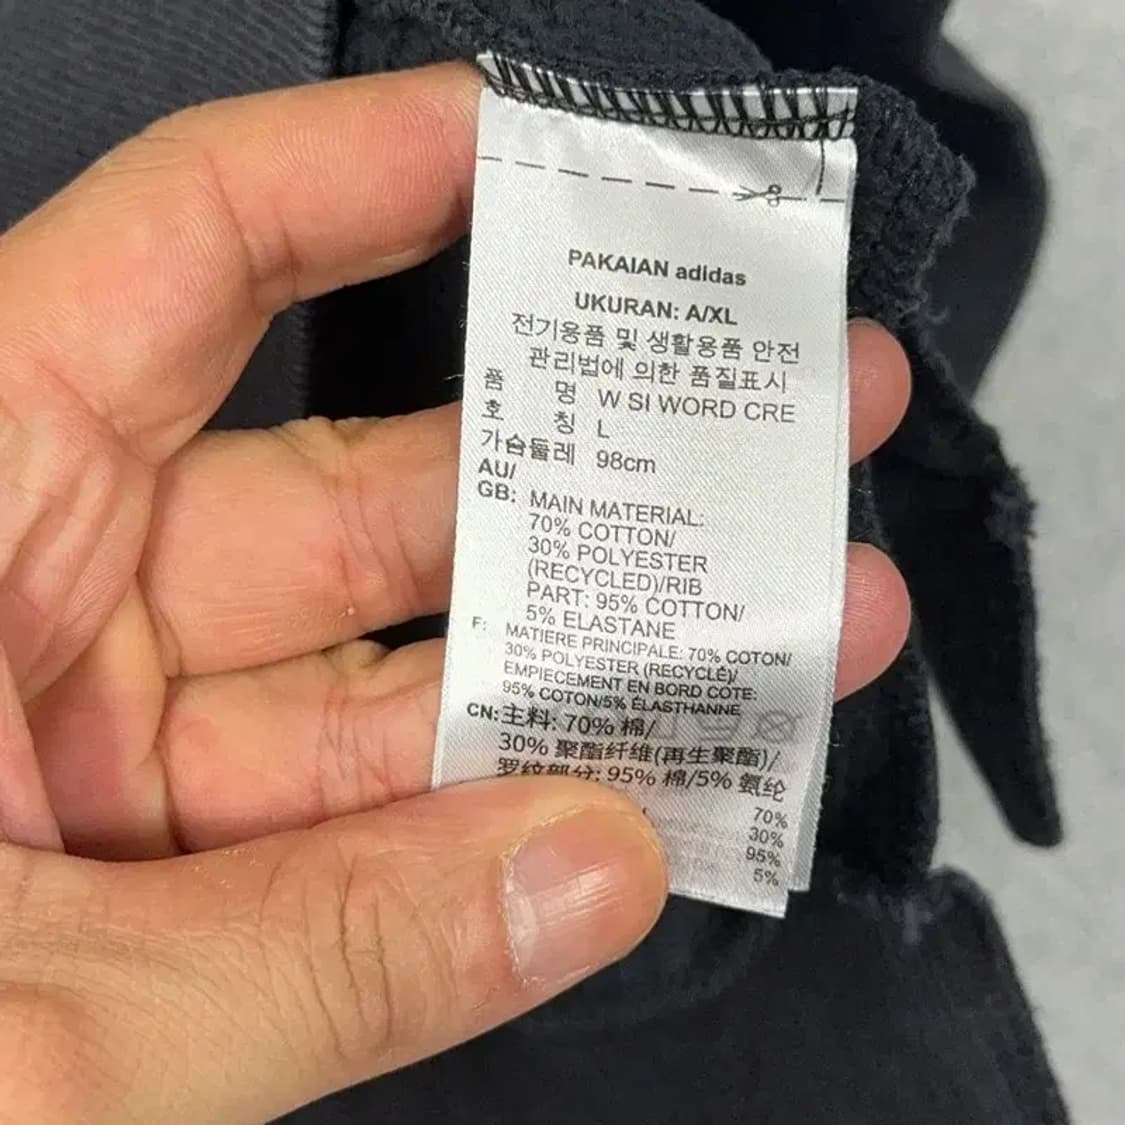 PAKAIAN adidas
UKURAN: A/XL
전기용품 및 생활용품 안전
관리법에 의한 품질표시
품 명 W SI WORD CRE
호 칭 L
가슴둘레 98cm
AU/
GB: MAIN MATERIAL:
70% COTTON/
30% POLYESTER
(RECYCLED)/RIB
PART: 95% COTTON/
5% ELASTANE
F: MATIERE PRINCIPALE: 70% COTON/
30% POLYESTER (RECYCLÉ)/
EMPIECEMENT EN BORD COTE:
95% COTON/5% ÉLASTHANNE
CN: 主料: 70% 棉/
30% 聚酯纤维(再生聚酯)/
罗纹部分: 95% 棉/5% 氨纶
70%
30%
95%
5%